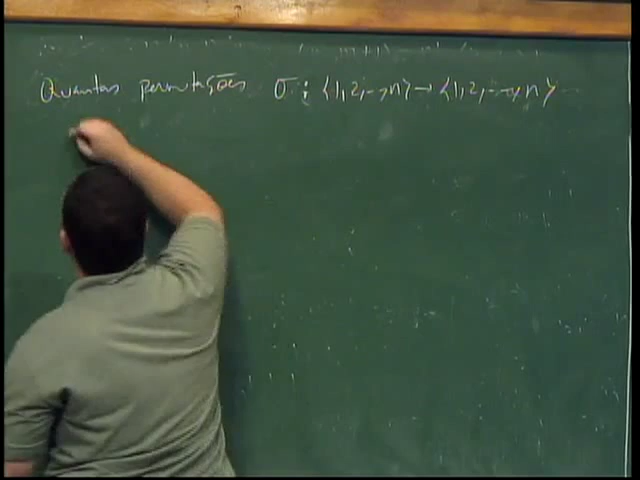 Quantas permutações σ : {1,2,...,n} → {1,2,...,n}